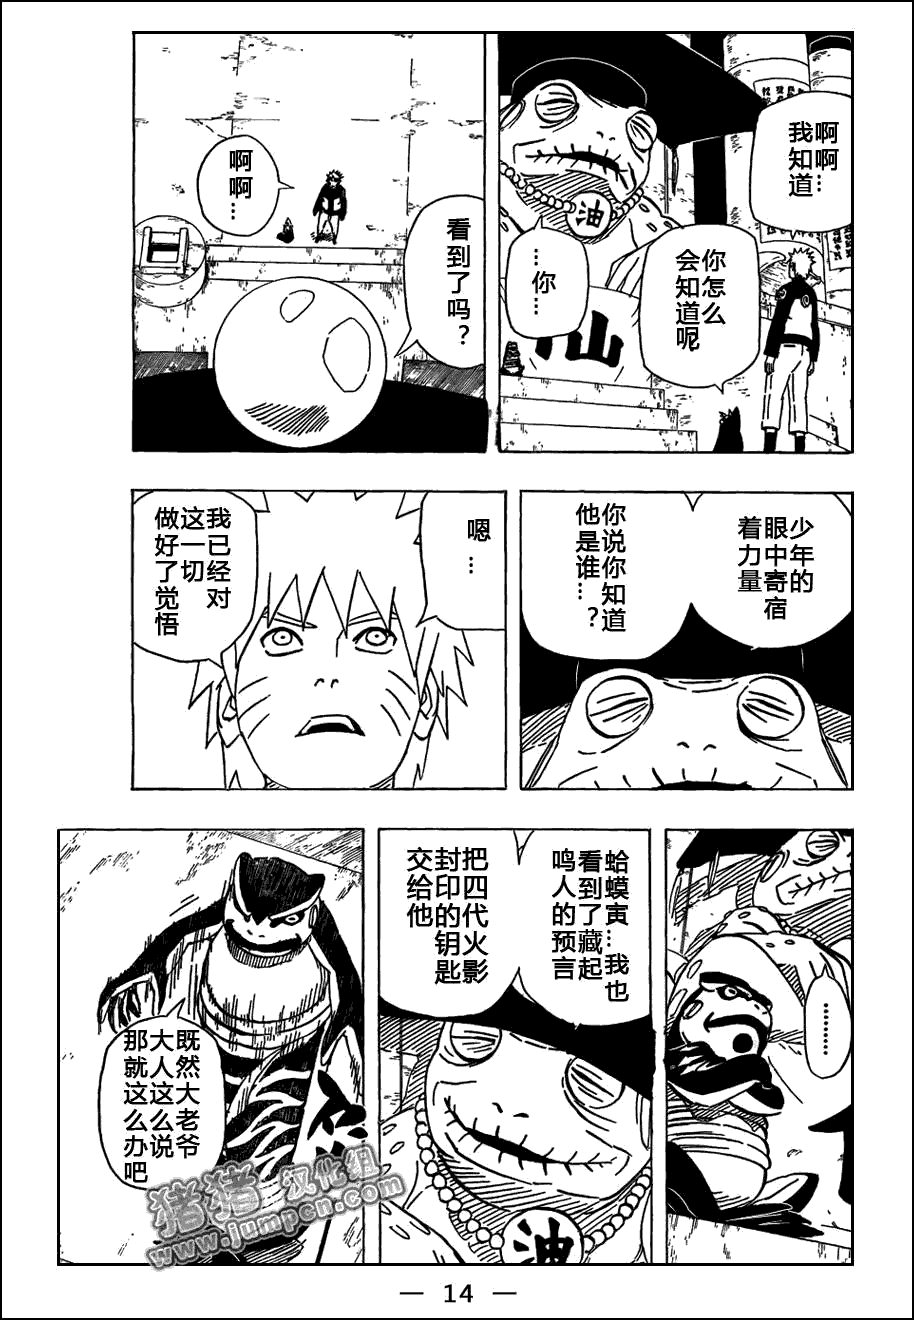 啊啊…
我知道
你怎么
会知道呢
…你…
油
仙
看到了吗？
啊啊…
少年的
眼中寄宿
着力量
你说你知道
他是谁…？
嗯…
我已经对
这一切
做好了觉悟
………
蛤蟆寅…我也
看到了藏起
鸣人的预言
把四代火影
封印的钥匙
交给他
油
既然大老爷
大人这么说
那就这么办吧
猪猪汉化组
www.jumpcn.com
— 14 —